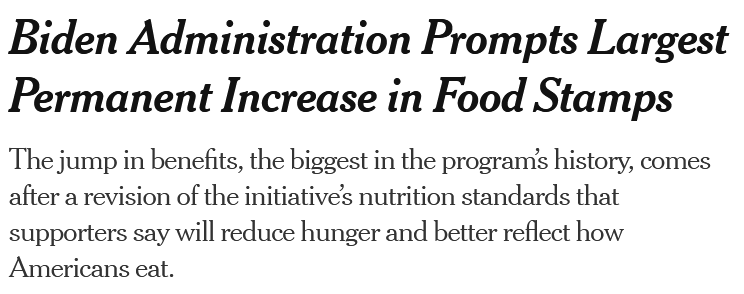 Biden Administration Prompts Largest
Permanent Increase in Food Stamps
The jump in benefits, the biggest in the program’s history, comes
after a revision of the initiative’s nutrition standards that
supporters say will reduce hunger and better reflect how
Americans eat.